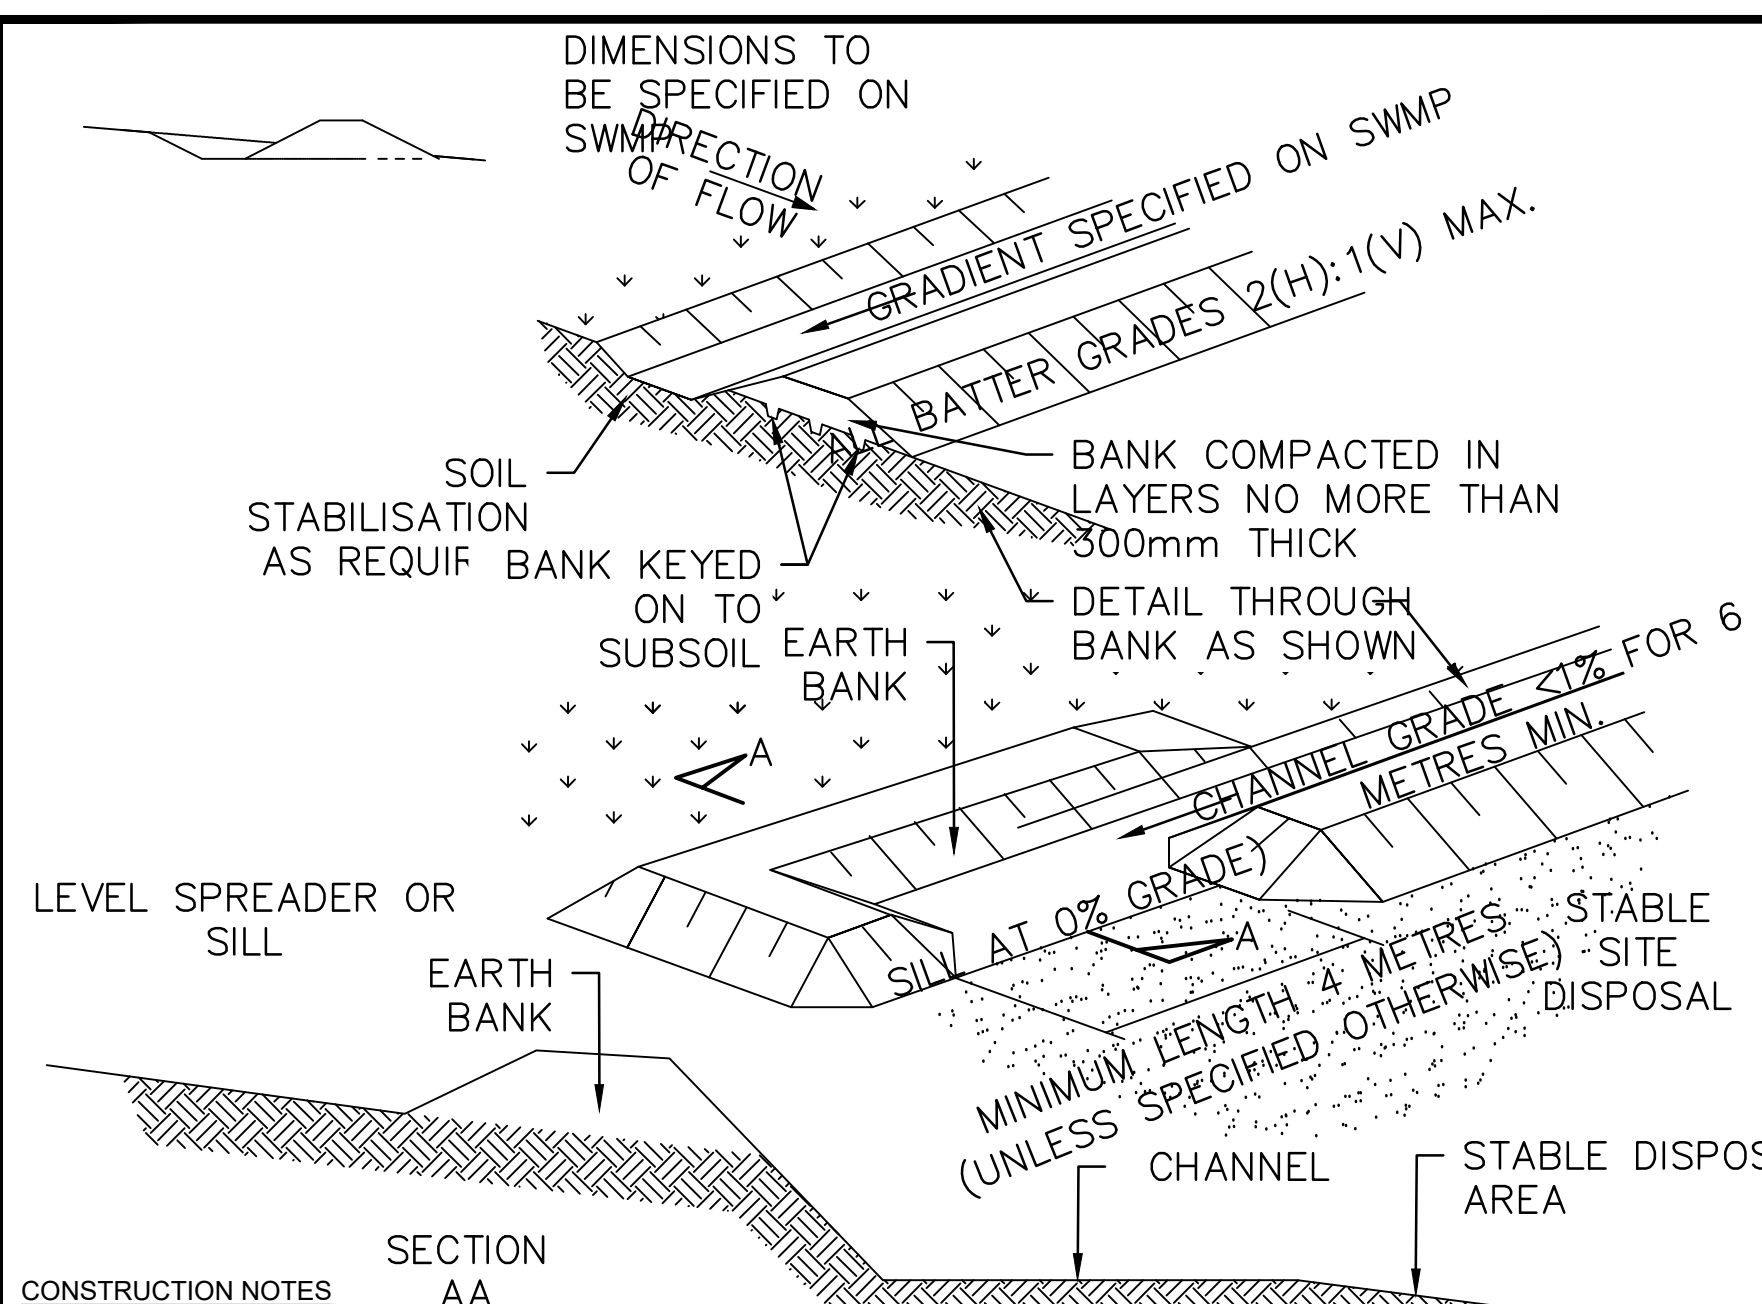 DIMENSIONS TO
BE SPECIFIED ON
SWMP
DIRECTION
OF FLOW
GRADIENT SPECIFIED ON SWMP
ALL BATTER GRADES 2(H):1(V) MAX.
SOIL
STABILISATION
AS REQUIR
BANK KEYED
ON TO
SUBSOIL
BANK COMPACTED IN
LAYERS NO MORE THAN
300mm THICK
DETAIL THROUGH
BANK AS SHOWN
EARTH
BANK
CHANNEL GRADE <1% FOR 6
METRES MIN.
A
LEVEL SPREADER OR
SILL
SILL AT 0% GRADE)
A
STABLE
SITE
DISPOSAL
MINIMUM LENGTH 4 METRES
(UNLESS SPECIFIED OTHERWISE)
EARTH
BANK
CHANNEL
STABLE DISPOS
AREA
SECTION
AA
CONSTRUCTION NOTES